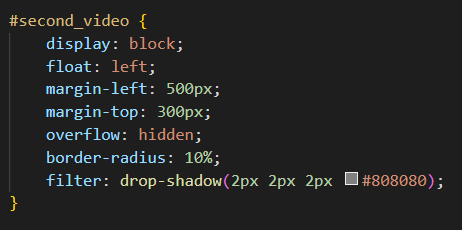 #second_video {
    display: block;
    float: left;
    margin-left: 500px;
    margin-top: 300px;
    overflow: hidden;
    border-radius: 10%;
    filter: drop-shadow(2px 2px 2px #808080);
}